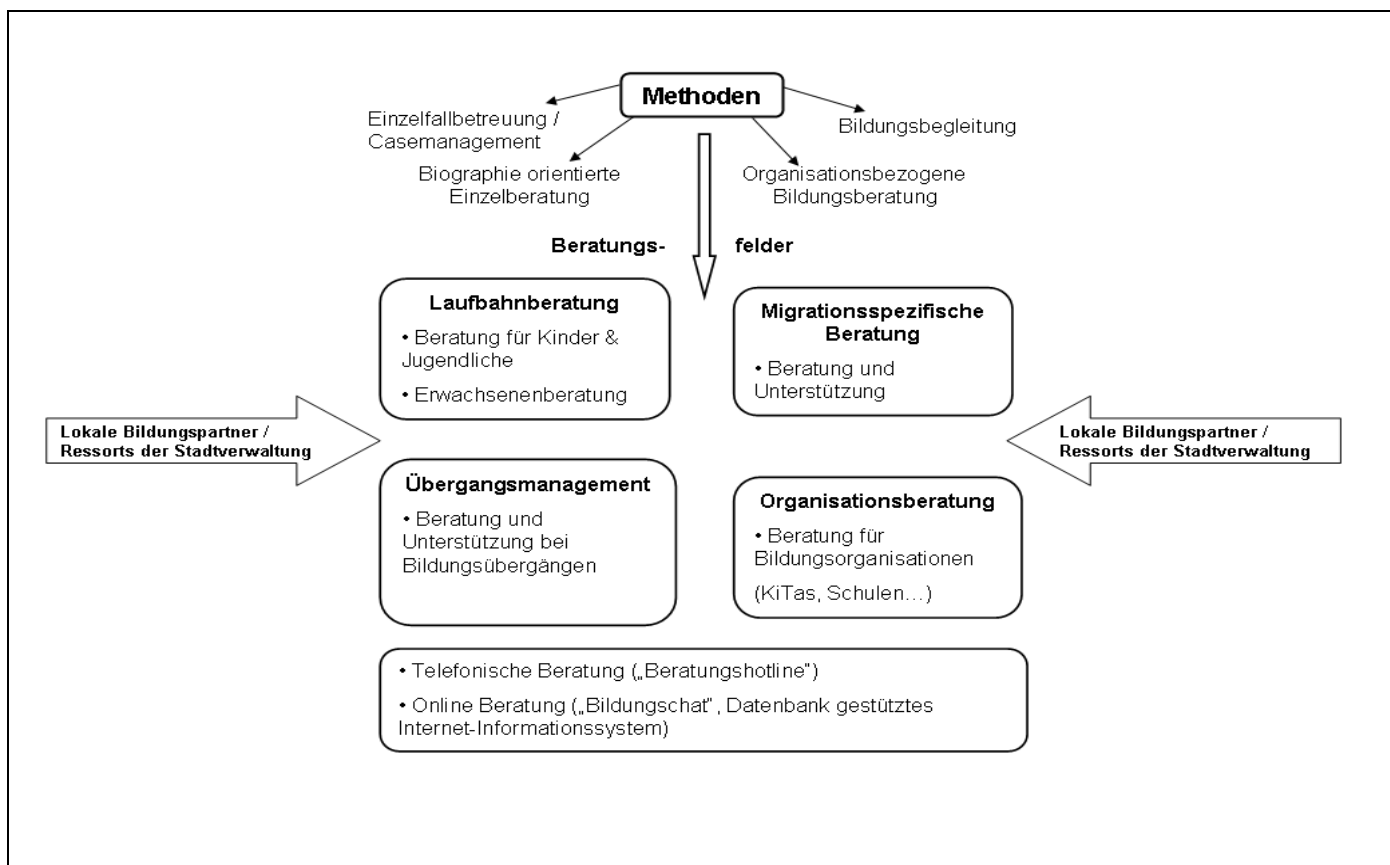 Methoden
Einzelfallbetreuung /
Casemanagement
Bildungsbegleitung
Biographie orientierte
Einzelberatung
Organisationsbezogene
Bildungsberatung
Beratungs- felder
Laufbahnberatung
• Beratung für Kinder &
Jugendliche
• Erwachsenenberatung
Migrationsspezifische
Beratung
• Beratung und
Unterstützung
Lokale Bildungspartner /
Ressorts der Stadtverwaltung
Lokale Bildungspartner /
Ressorts der Stadtverwaltung
Übergangsmanagement
• Beratung und
Unterstützung bei
Bildungsübergängen
Organisationsberatung
• Beratung für
Bildungsorganisationen
(KiTas, Schulen...)
• Telefonische Beratung („Beratungshotline")
• Online Beratung („Bildungschat", Datenbank gestütztes
Internet-Informationssystem)